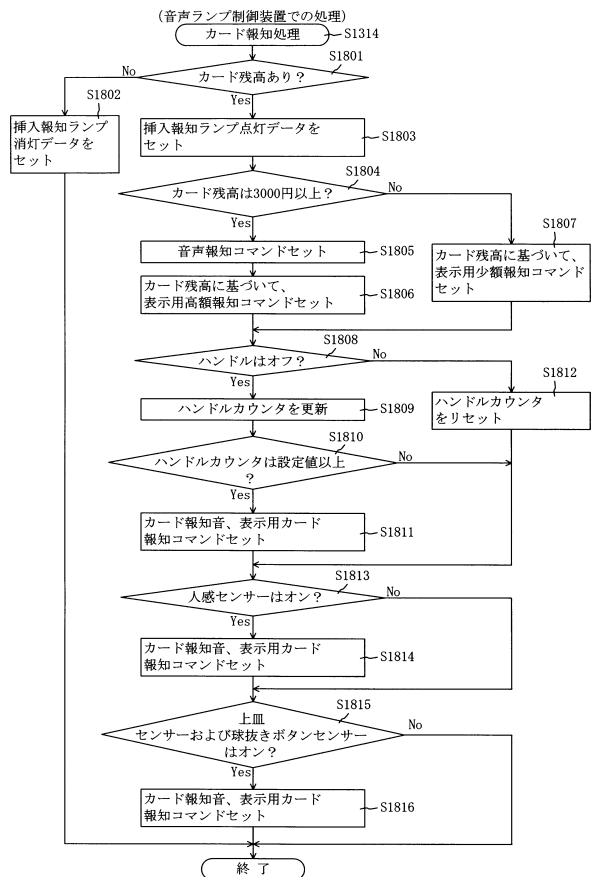 (音声ランプ制御装置での処理)
カード報知処理
S1314
S1801
No
カード残高あり?
S1802
Yes
挿入報知ランプ
消灯データを
セット
挿入報知ランプ点灯データを
セット
S1803
S1804
カード残高は3000円以上?
No
Yes
S1807
音声報知コマンドセット
S1805
カード残高に基づいて、
表示用少額報知コマンド
セット
カード残高に基づいて、
表示用高額報知コマンドセット
S1806
S1808
ハンドルはオフ?
No
Yes
S1812
ハンドルカウンタを更新
S1809
ハンドルカウンタ
をリセット
S1810
ハンドルカウンタは設定値以上
?
No
Yes
カード報知音、表示用カード
報知コマンドセット
S1811
S1813
人感センサーはオン?
No
Yes
カード報知音、表示用カード
報知コマンドセット
S1814
S1815
上皿
センサーおよび球抜きボタンセンサー
はオン?
No
Yes
カード報知音、表示用カード
報知コマンドセット
S1816
終了